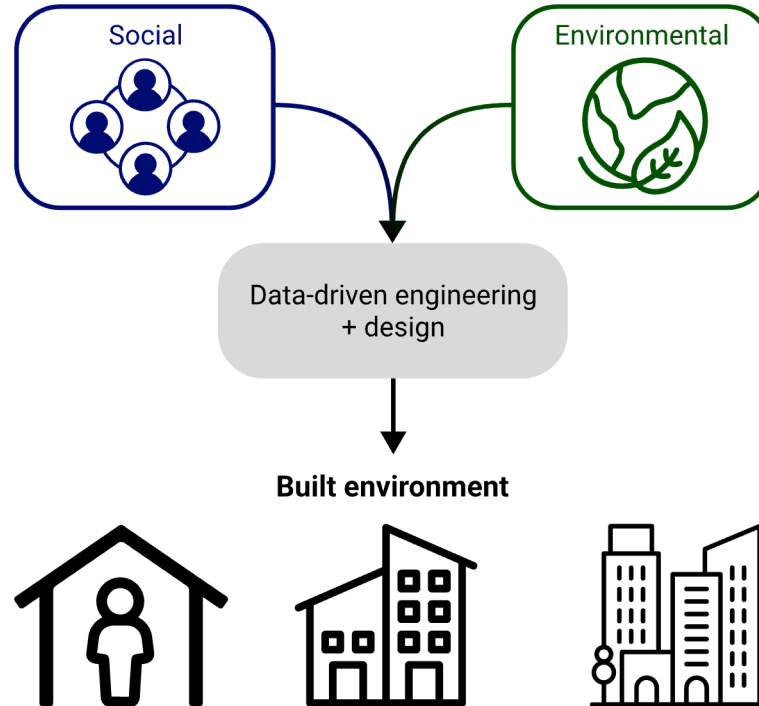 Social
Environmental
Data-driven engineering
+ design
Built environment